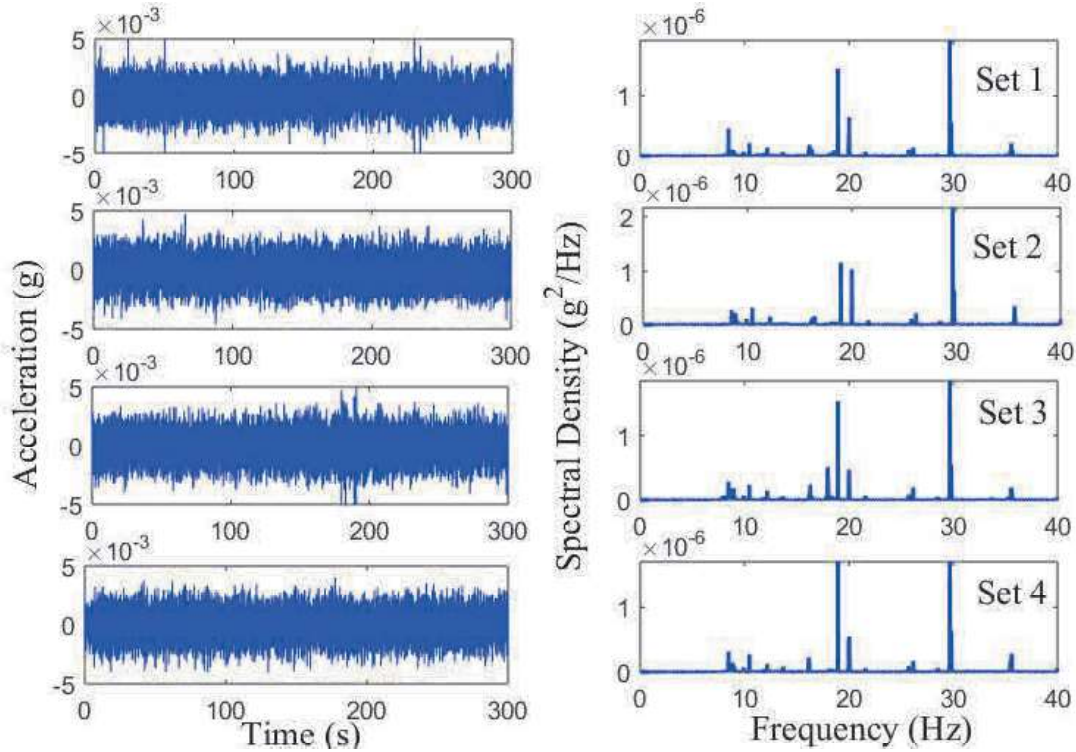 ×10⁻³
5
0
-5
0 100 200 300
×10⁻³
5
0
-5
0 100 200 300
×10⁻³
5
0
-5
0 100 200 300
×10⁻³
5
0
-5
0 100 200 300
Acceleration (g)
Time (s)
×10⁻⁶
Set 1
1
0
0 10 20 30 40
×10⁻⁶
2
Set 2
1
0
0 10 20 30 40
×10⁻⁶
Set 3
1
0
0 10 20 30 40
×10⁻⁶
Set 4
1
0
0 10 20 30 40
Spectral Density (g²/Hz)
Frequency (Hz)